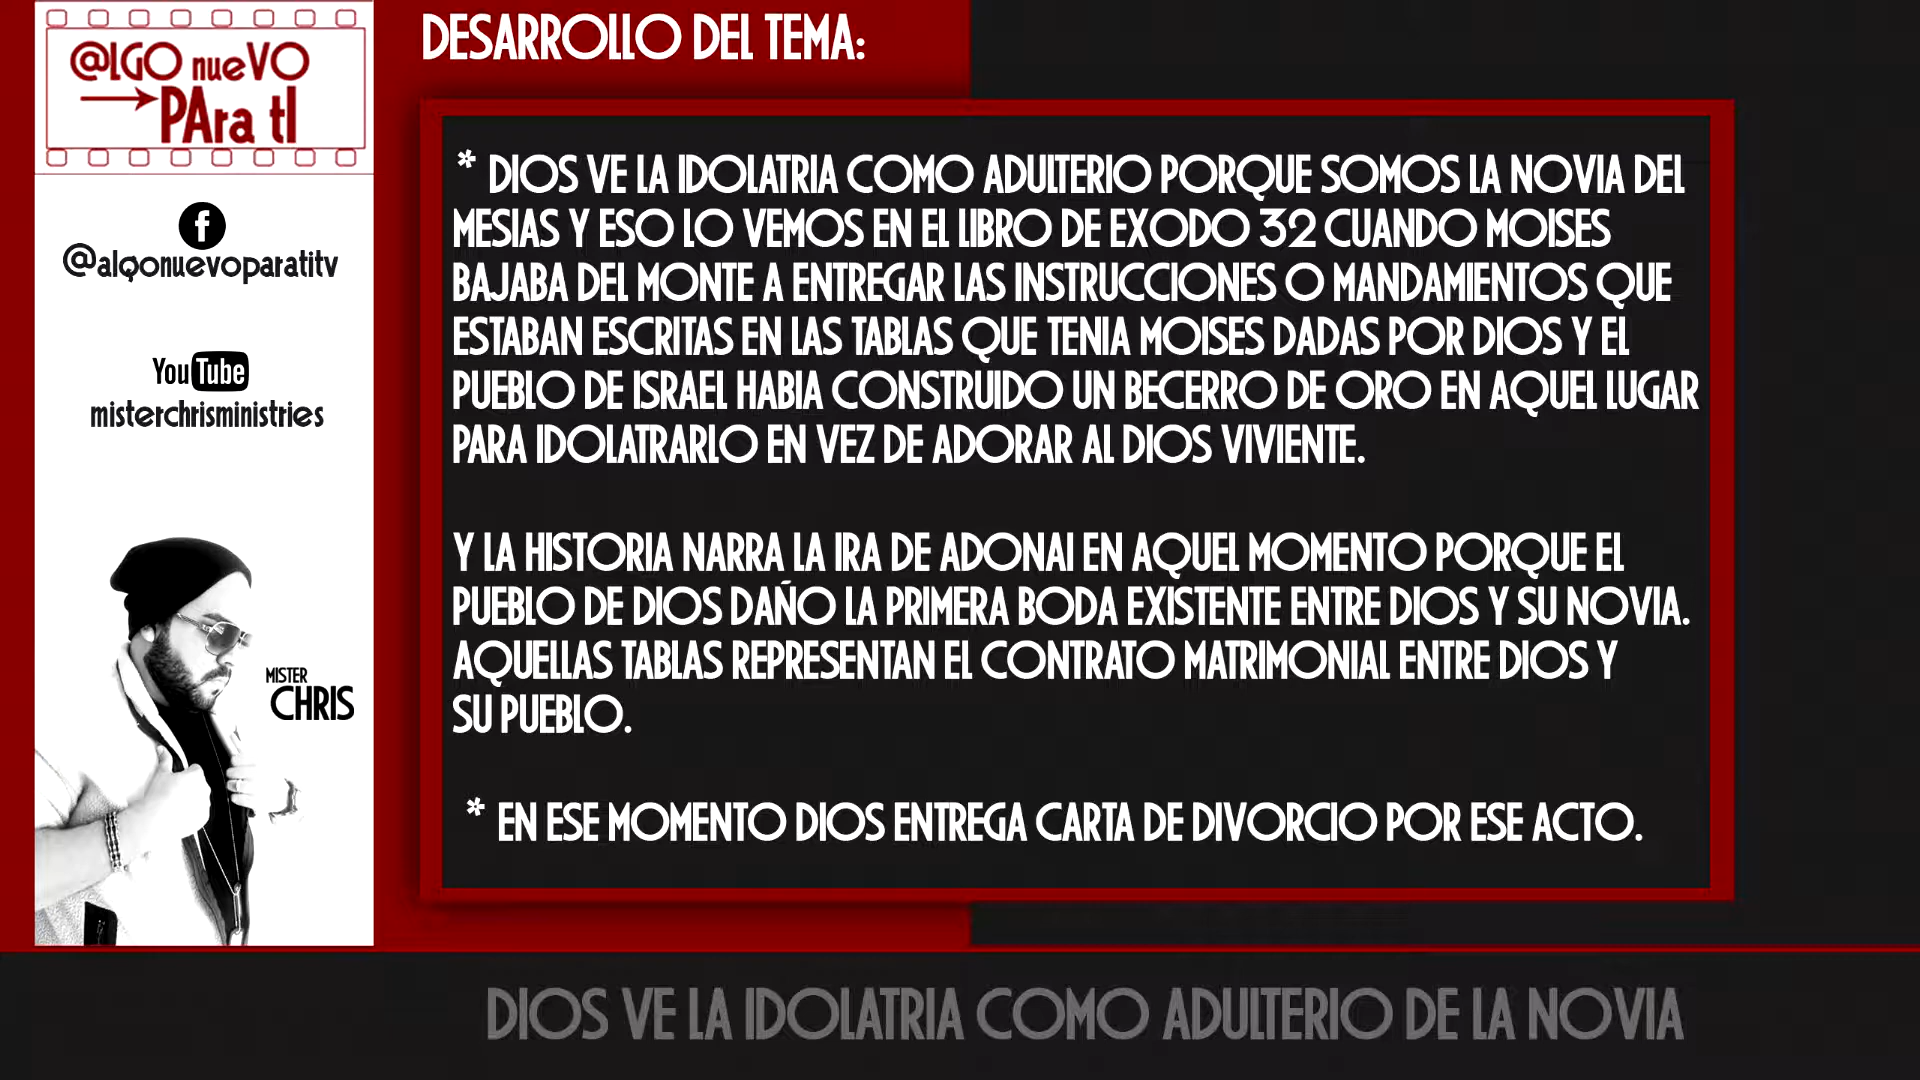 @LGO nueVO
PAra tI
@algonuevoparatitv
YouTube
misterchrisministries
MISTER
CHRIS
DESARROLLO DEL TEMA:
* DIOS VE LA IDOLATRIA COMO ADULTERIO PORQUE SOMOS LA NOVIA DEL
MESIAS Y ESO LO VEMOS EN EL LIBRO DE EXODO 32 CUANDO MOISES
BAJABA DEL MONTE A ENTREGAR LAS INSTRUCCIONES O MANDAMIENTOS QUE
ESTABAN ESCRITAS EN LAS TABLAS QUE TENIA MOISES DADAS POR DIOS Y EL
PUEBLO DE ISRAEL HABIA CONSTRUIDO UN BECERRO DE ORO EN AQUEL LUGAR
PARA IDOLATRARLO EN VEZ DE ADORAR AL DIOS VIVIENTE.
Y LA HISTORIA NARRA LA IRA DE ADONAI EN AQUEL MOMENTO PORQUE EL
PUEBLO DE DIOS DAÑO LA PRIMERA BODA EXISTENTE ENTRE DIOS Y SU NOVIA.
AQUELLAS TABLAS REPRESENTAN EL CONTRATO MATRIMONIAL ENTRE DIOS Y
SU PUEBLO.
* EN ESE MOMENTO DIOS ENTREGA CARTA DE DIVORCIO POR ESE ACTO.
DIOS VE LA IDOLATRIA COMO ADULTERIO DE LA NOVIA